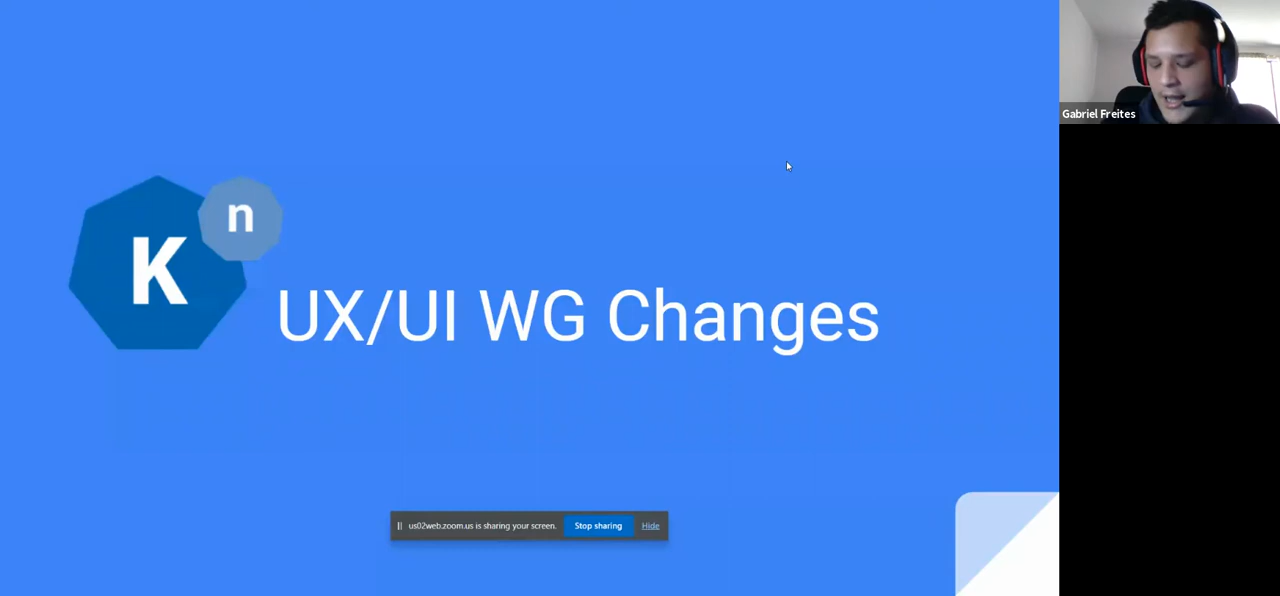 Gabriel Freites
K n
UX/UI WG Changes
us02web.zoom.us is sharing your screen. Stop sharing Hide